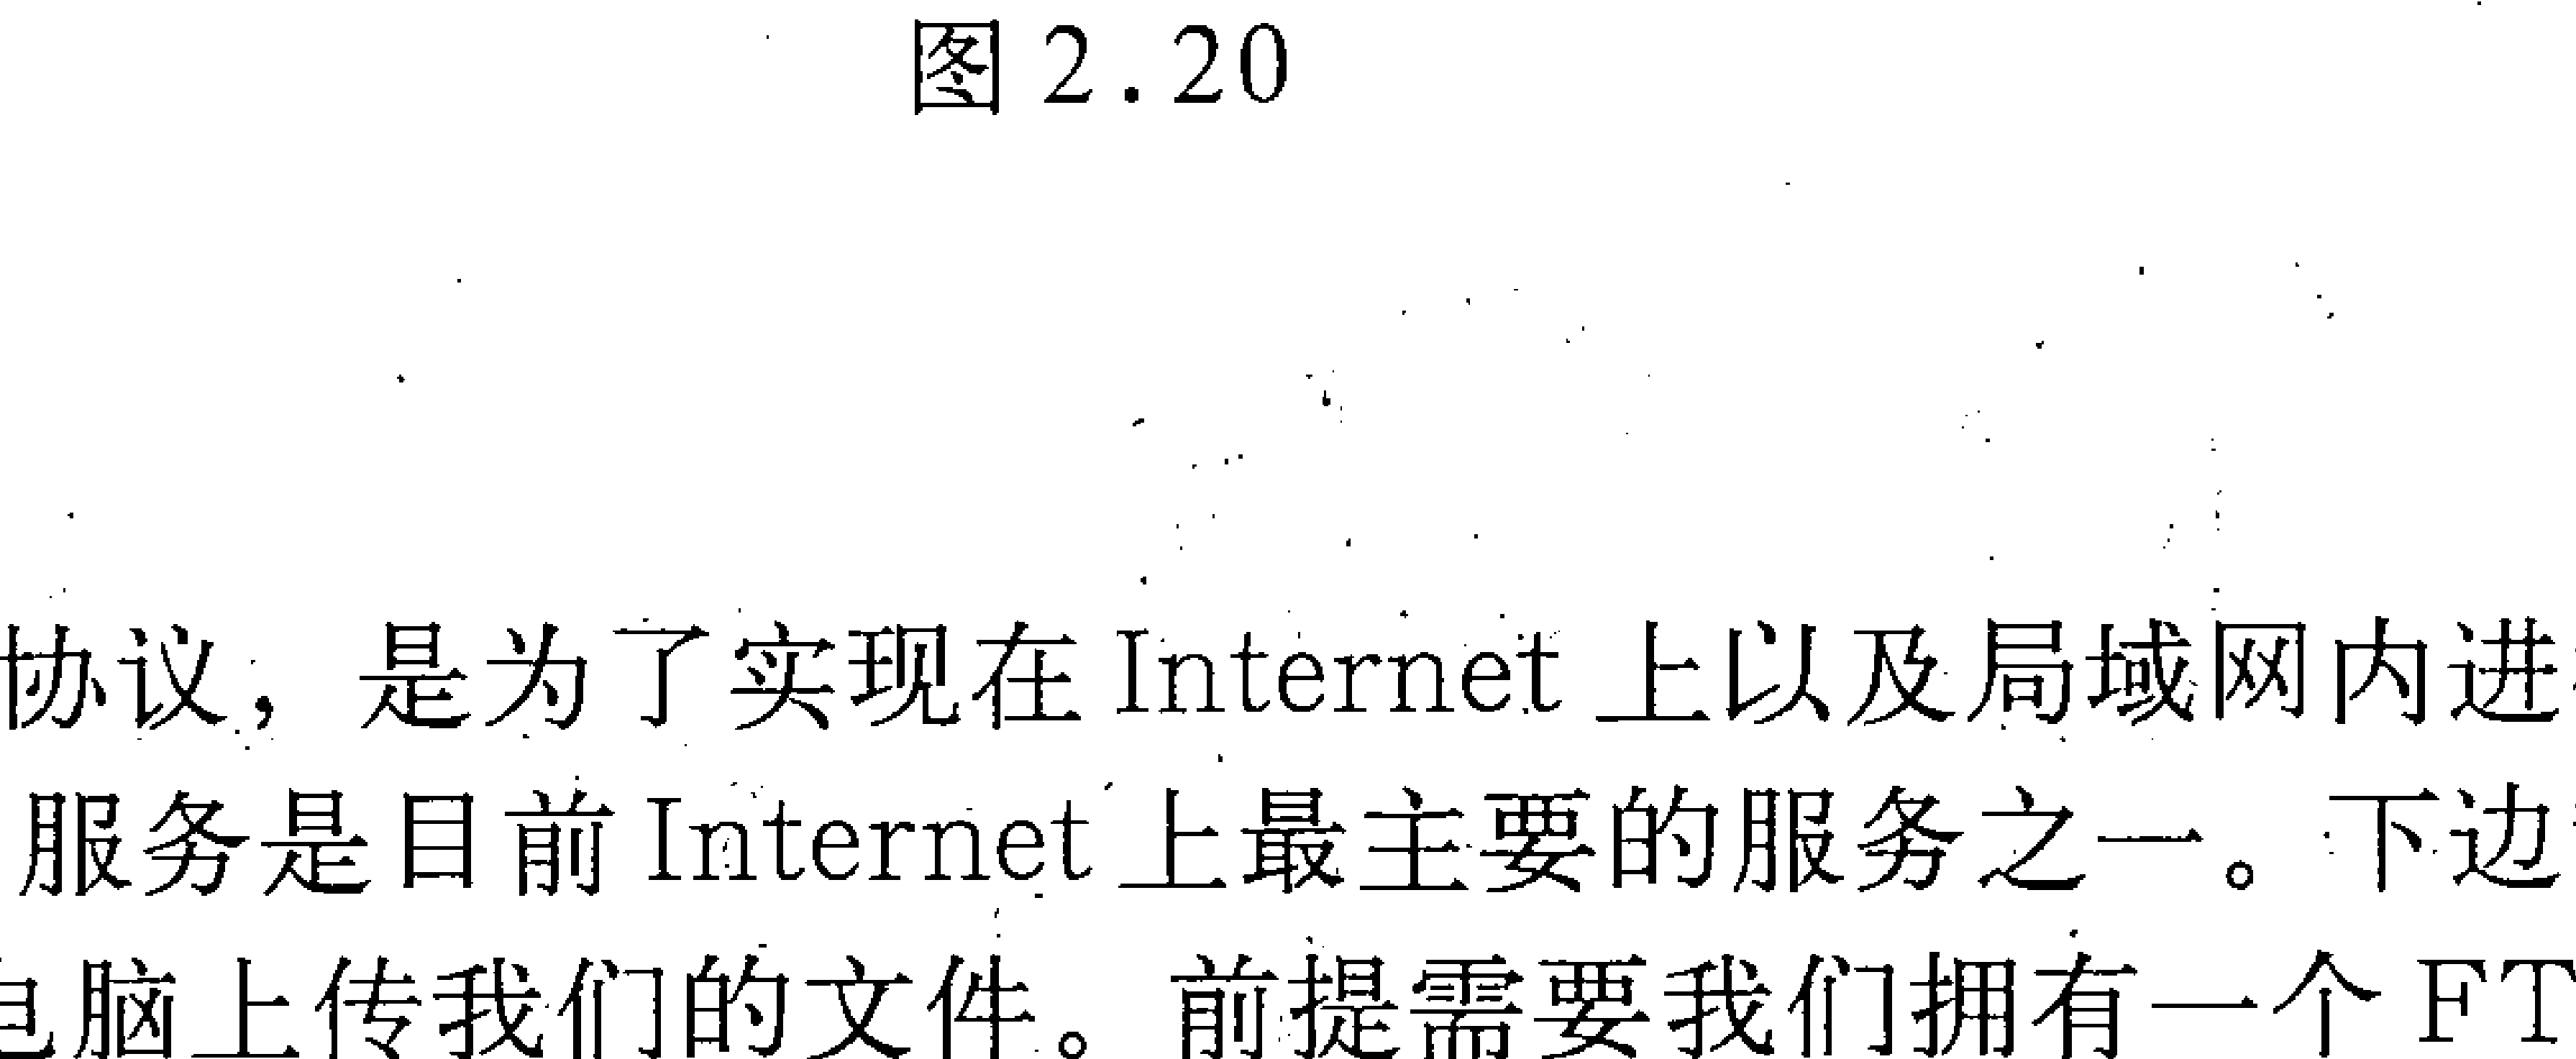 图 2.20
协议，是为了实现在 Internet 上以及局域网内进
服务是目前 Internet 上最主要的服务之一。下边
电脑上传我们的文件。前提需要我们拥有一个 FT